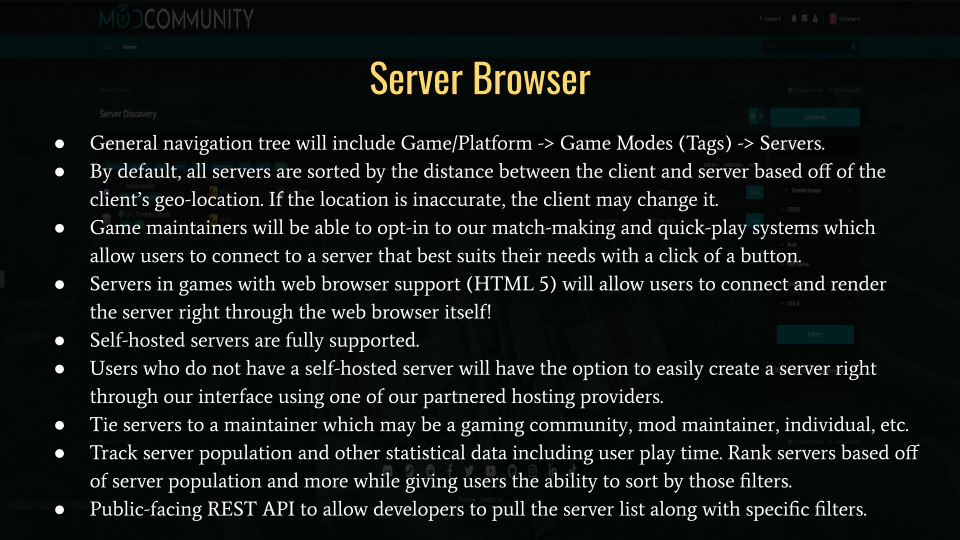 MODCOMMUNITY
Server Browser
Server Discovery
● General navigation tree will include Game/Platform -> Game Modes (Tags) -> Servers.
● By default, all servers are sorted by the distance between the client and server based off of the
client's geo-location. If the location is inaccurate, the client may change it.
● Game maintainers will be able to opt-in to our match-making and quick-play systems which
allow users to connect to a server that best suits their needs with a click of a button.
● Servers in games with web browser support (HTML 5) will allow users to connect and render
the server right through the web browser itself!
● Self-hosted servers are fully supported.
● Users who do not have a self-hosted server will have the option to easily create a server right
through our interface using one of our partnered hosting providers.
● Tie servers to a maintainer which may be a gaming community, mod maintainer, individual, etc.
● Track server population and other statistical data including user play time. Rank servers based off
of server population and more while giving users the ability to sort by those filters.
● Public-facing REST API to allow developers to pull the server list along with specific filters.